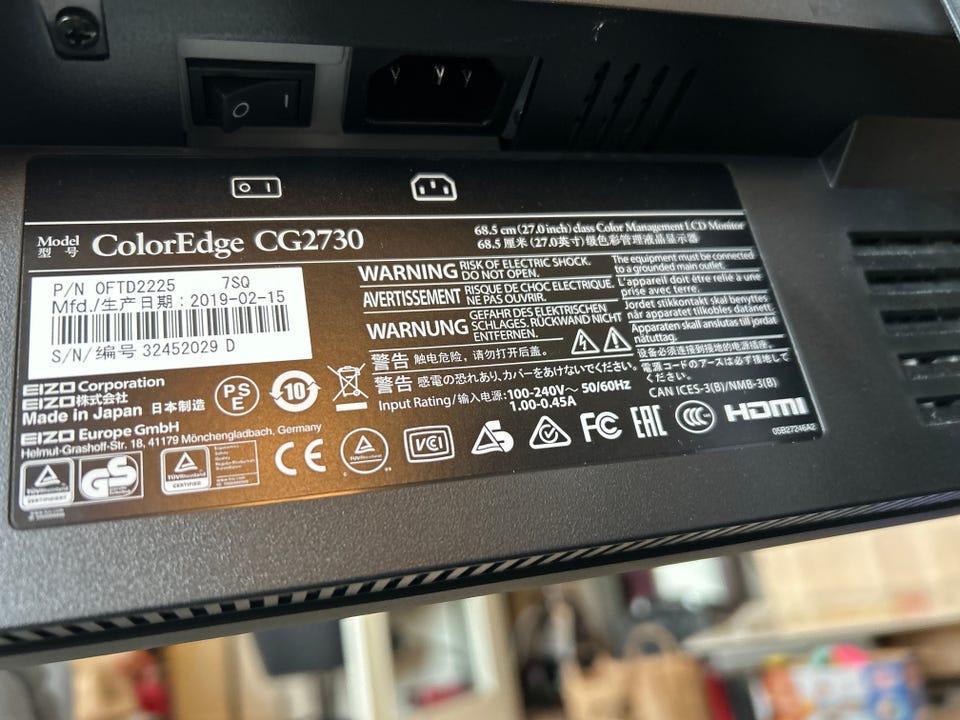 Model
型 号
ColorEdge CG2730
68.5 cm (27.0 inch) class Color Management LCD Monitor
68.5 厘米 (27.0英寸) 级色彩管理液晶显示器
P/N 0FTD2225 7SQ
Mfd./生产日期 : 2019-02-15
S/N/编号 32452029 D
WARNING RISK OF ELECTRIC SHOCK.
DO NOT OPEN.
AVERTISSEMENT RISQUE DE CHOC ELECTRIQUE.
NE PAS OUVRIR.
WARNUNG GEFAHR DES ELEKTRISCHEN
SCHLAGES. RÜCKWAND NICHT
ENTFERNEN.
警告 触电危险，请勿打开后盖。
警告 感電の恐れあり、カバーをあけないでください。
Input Rating/输入电源:100-240V～ 50/60Hz
1.00-0.45A
The equipment must be connected
to a grounded main outlet.
L'appareil doit être relié à une
prise avec terre.
Jordet stikkontakt skal benyttes
når apparatet tilkobles datanett.
Apparaten skall anslutas till jordat
nätuttag.
设备必须连接到接地的电源插座。
電源コードのアースは必ず接地して
ください。
CAN ICES-3(B)/NMB-3(B)
EIZO Corporation
EIZO株式会社
Made in Japan 日本制造
EIZO Europe GmbH
Helmut-Grashoff-Str. 18, 41179 Mönchengladbach, Germany
PS
E
10
TÜVRheinland
CERTIFIED
GS
TÜVRheinland
CERTIFIED
CE
VCI
FC
EAC
CCC
HDMI
05B27246A2